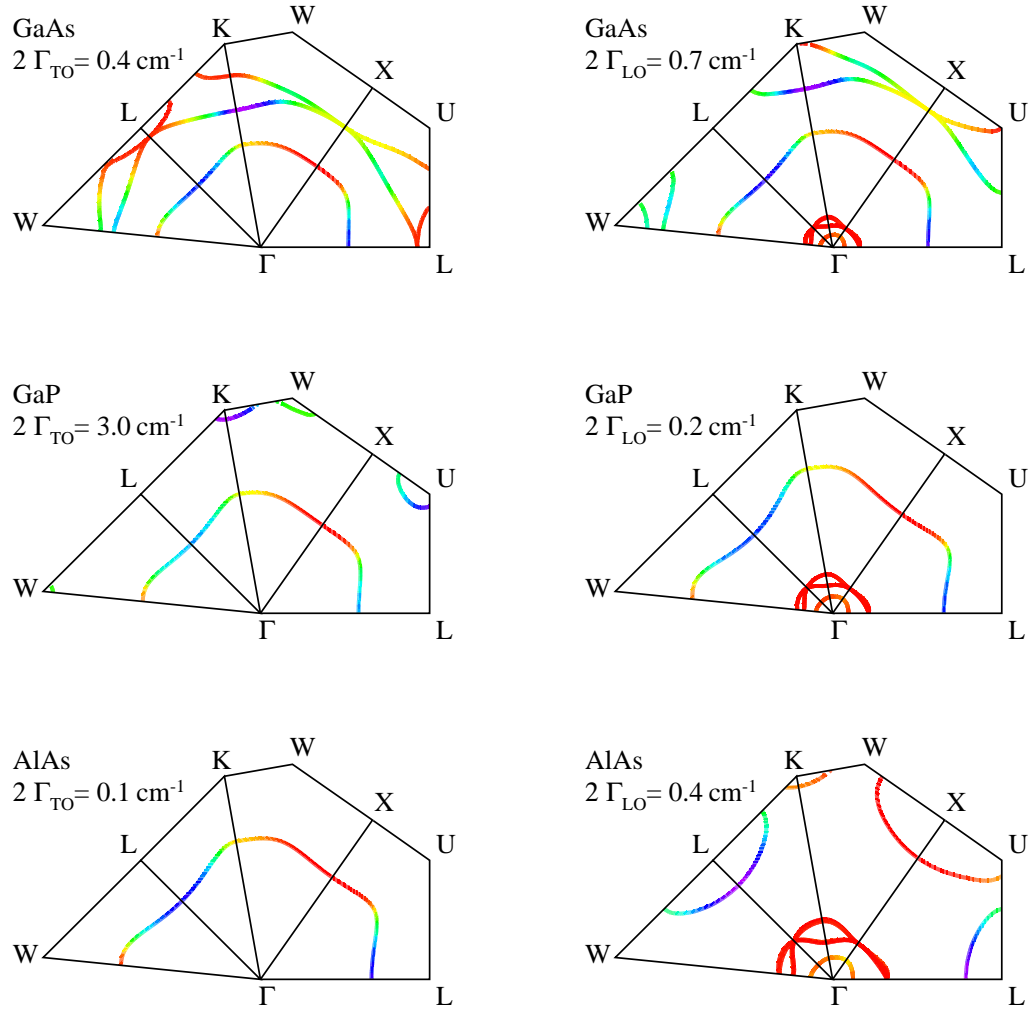 GaAs
2 Γ_TO= 0.4 cm⁻¹
K
W
X
U
L
W
Γ
L
GaAs
2 Γ_LO= 0.7 cm⁻¹
K
W
X
U
L
W
Γ
L
GaP
2 Γ_TO= 3.0 cm⁻¹
K
W
X
U
L
W
Γ
L
GaP
2 Γ_LO= 0.2 cm⁻¹
K
W
X
U
L
W
Γ
L
AlAs
2 Γ_TO= 0.1 cm⁻¹
K
W
X
U
L
W
Γ
L
AlAs
2 Γ_LO= 0.4 cm⁻¹
K
W
X
U
L
W
Γ
L